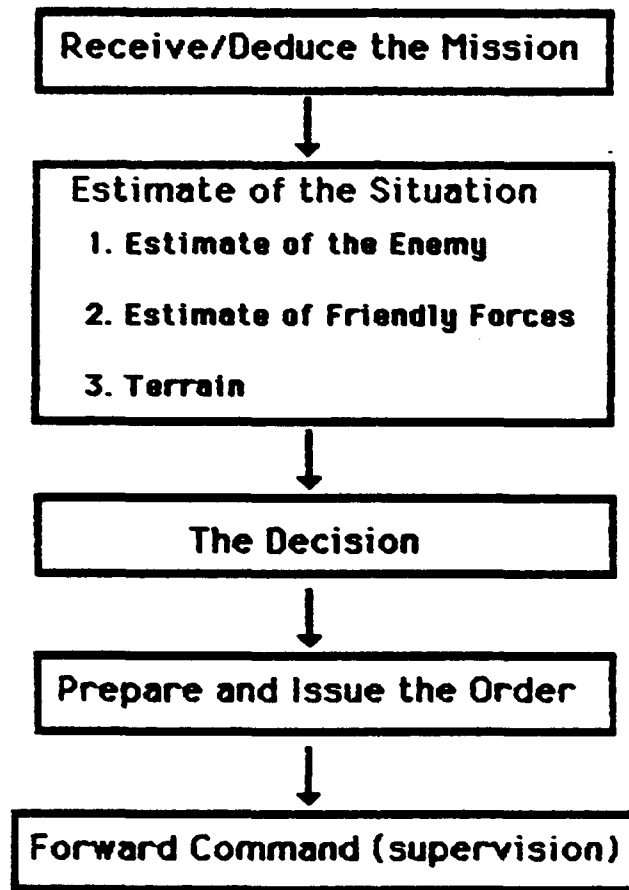 Receive/Deduce the Mission
Estimate of the Situation
1. Estimate of the Enemy
2. Estimate of Friendly Forces
3. Terrain
The Decision
Prepare and Issue the Order
Forward Command (supervision)